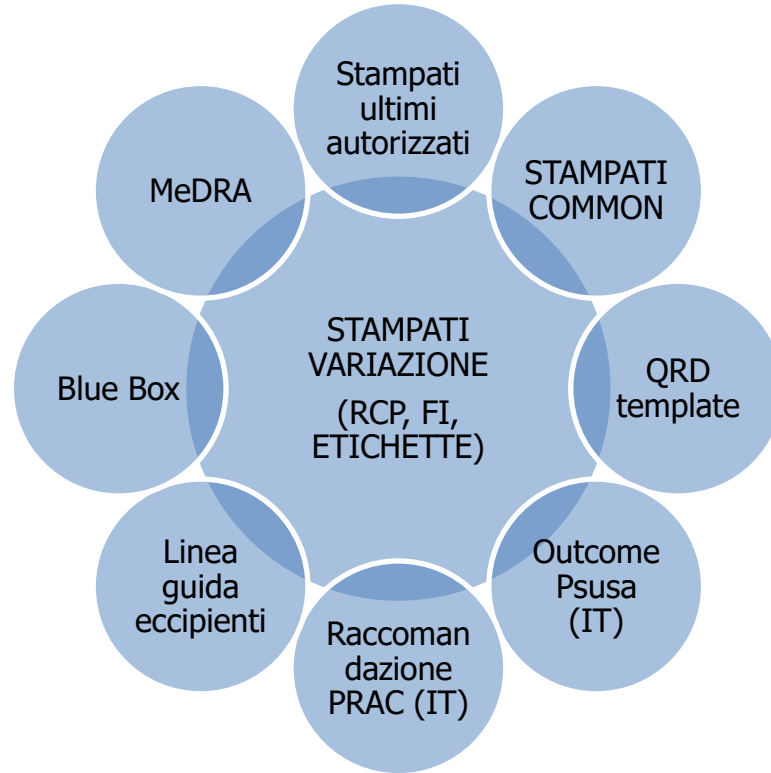 Stampati
ultimi
autorizzati
STAMPATI
COMMON
QRD
template
Outcome
Psusa
(IT)
Raccoman
dazione
PRAC (IT)
Linea
guida
eccipienti
Blue Box
MeDRA
STAMPATI
VARIAZIONE
(RCP, FI,
ETICHETTE)